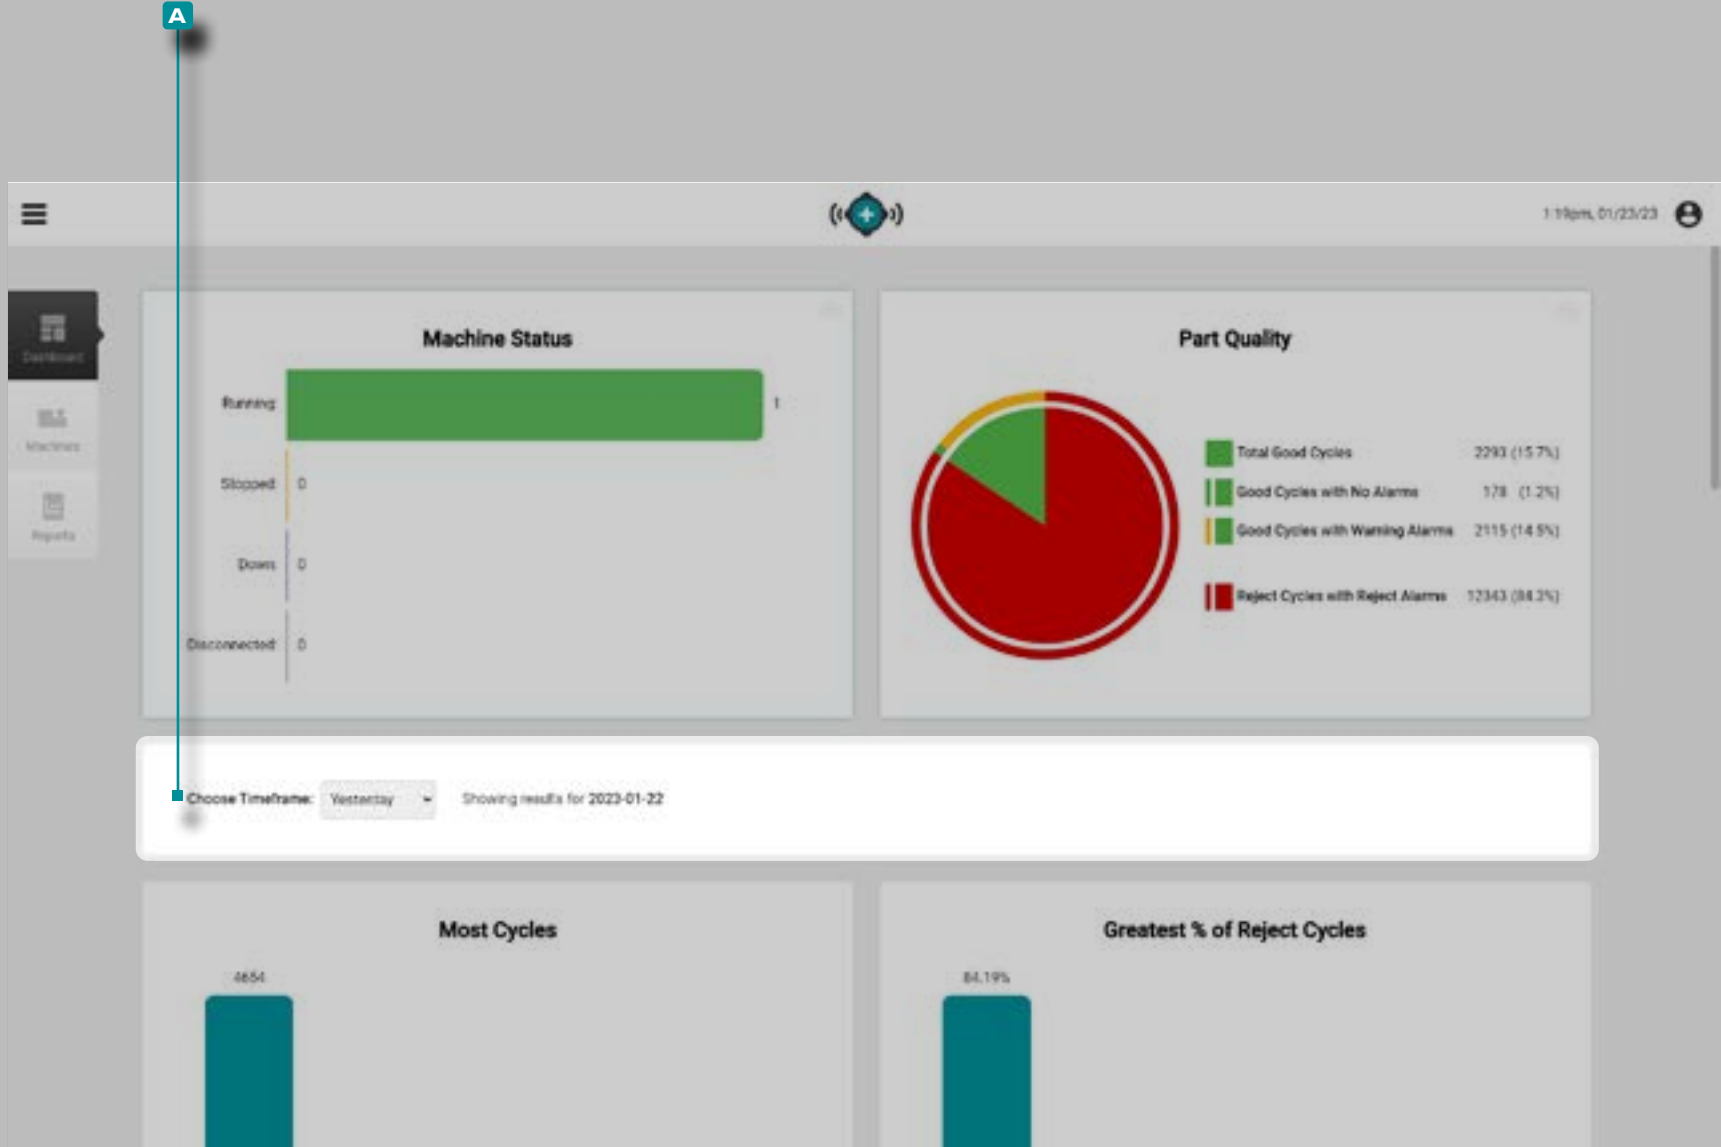 A
1:19pm, 01/23/23
Dashboard
Machines
Reports
Machine Status
Running: 1
Stopped: 0
Down: 0
Disconnected: 0
Part Quality
Total Good Cycles 2293 (15.7%)
Good Cycles with No Alarms 178 (1.2%)
Good Cycles with Warning Alarms 2115 (14.5%)
Reject Cycles with Reject Alarms 12343 (84.3%)
Choose Timeframe: Yesterday Showing results for 2023-01-22
Most Cycles
4654
Greatest % of Reject Cycles
84.19%